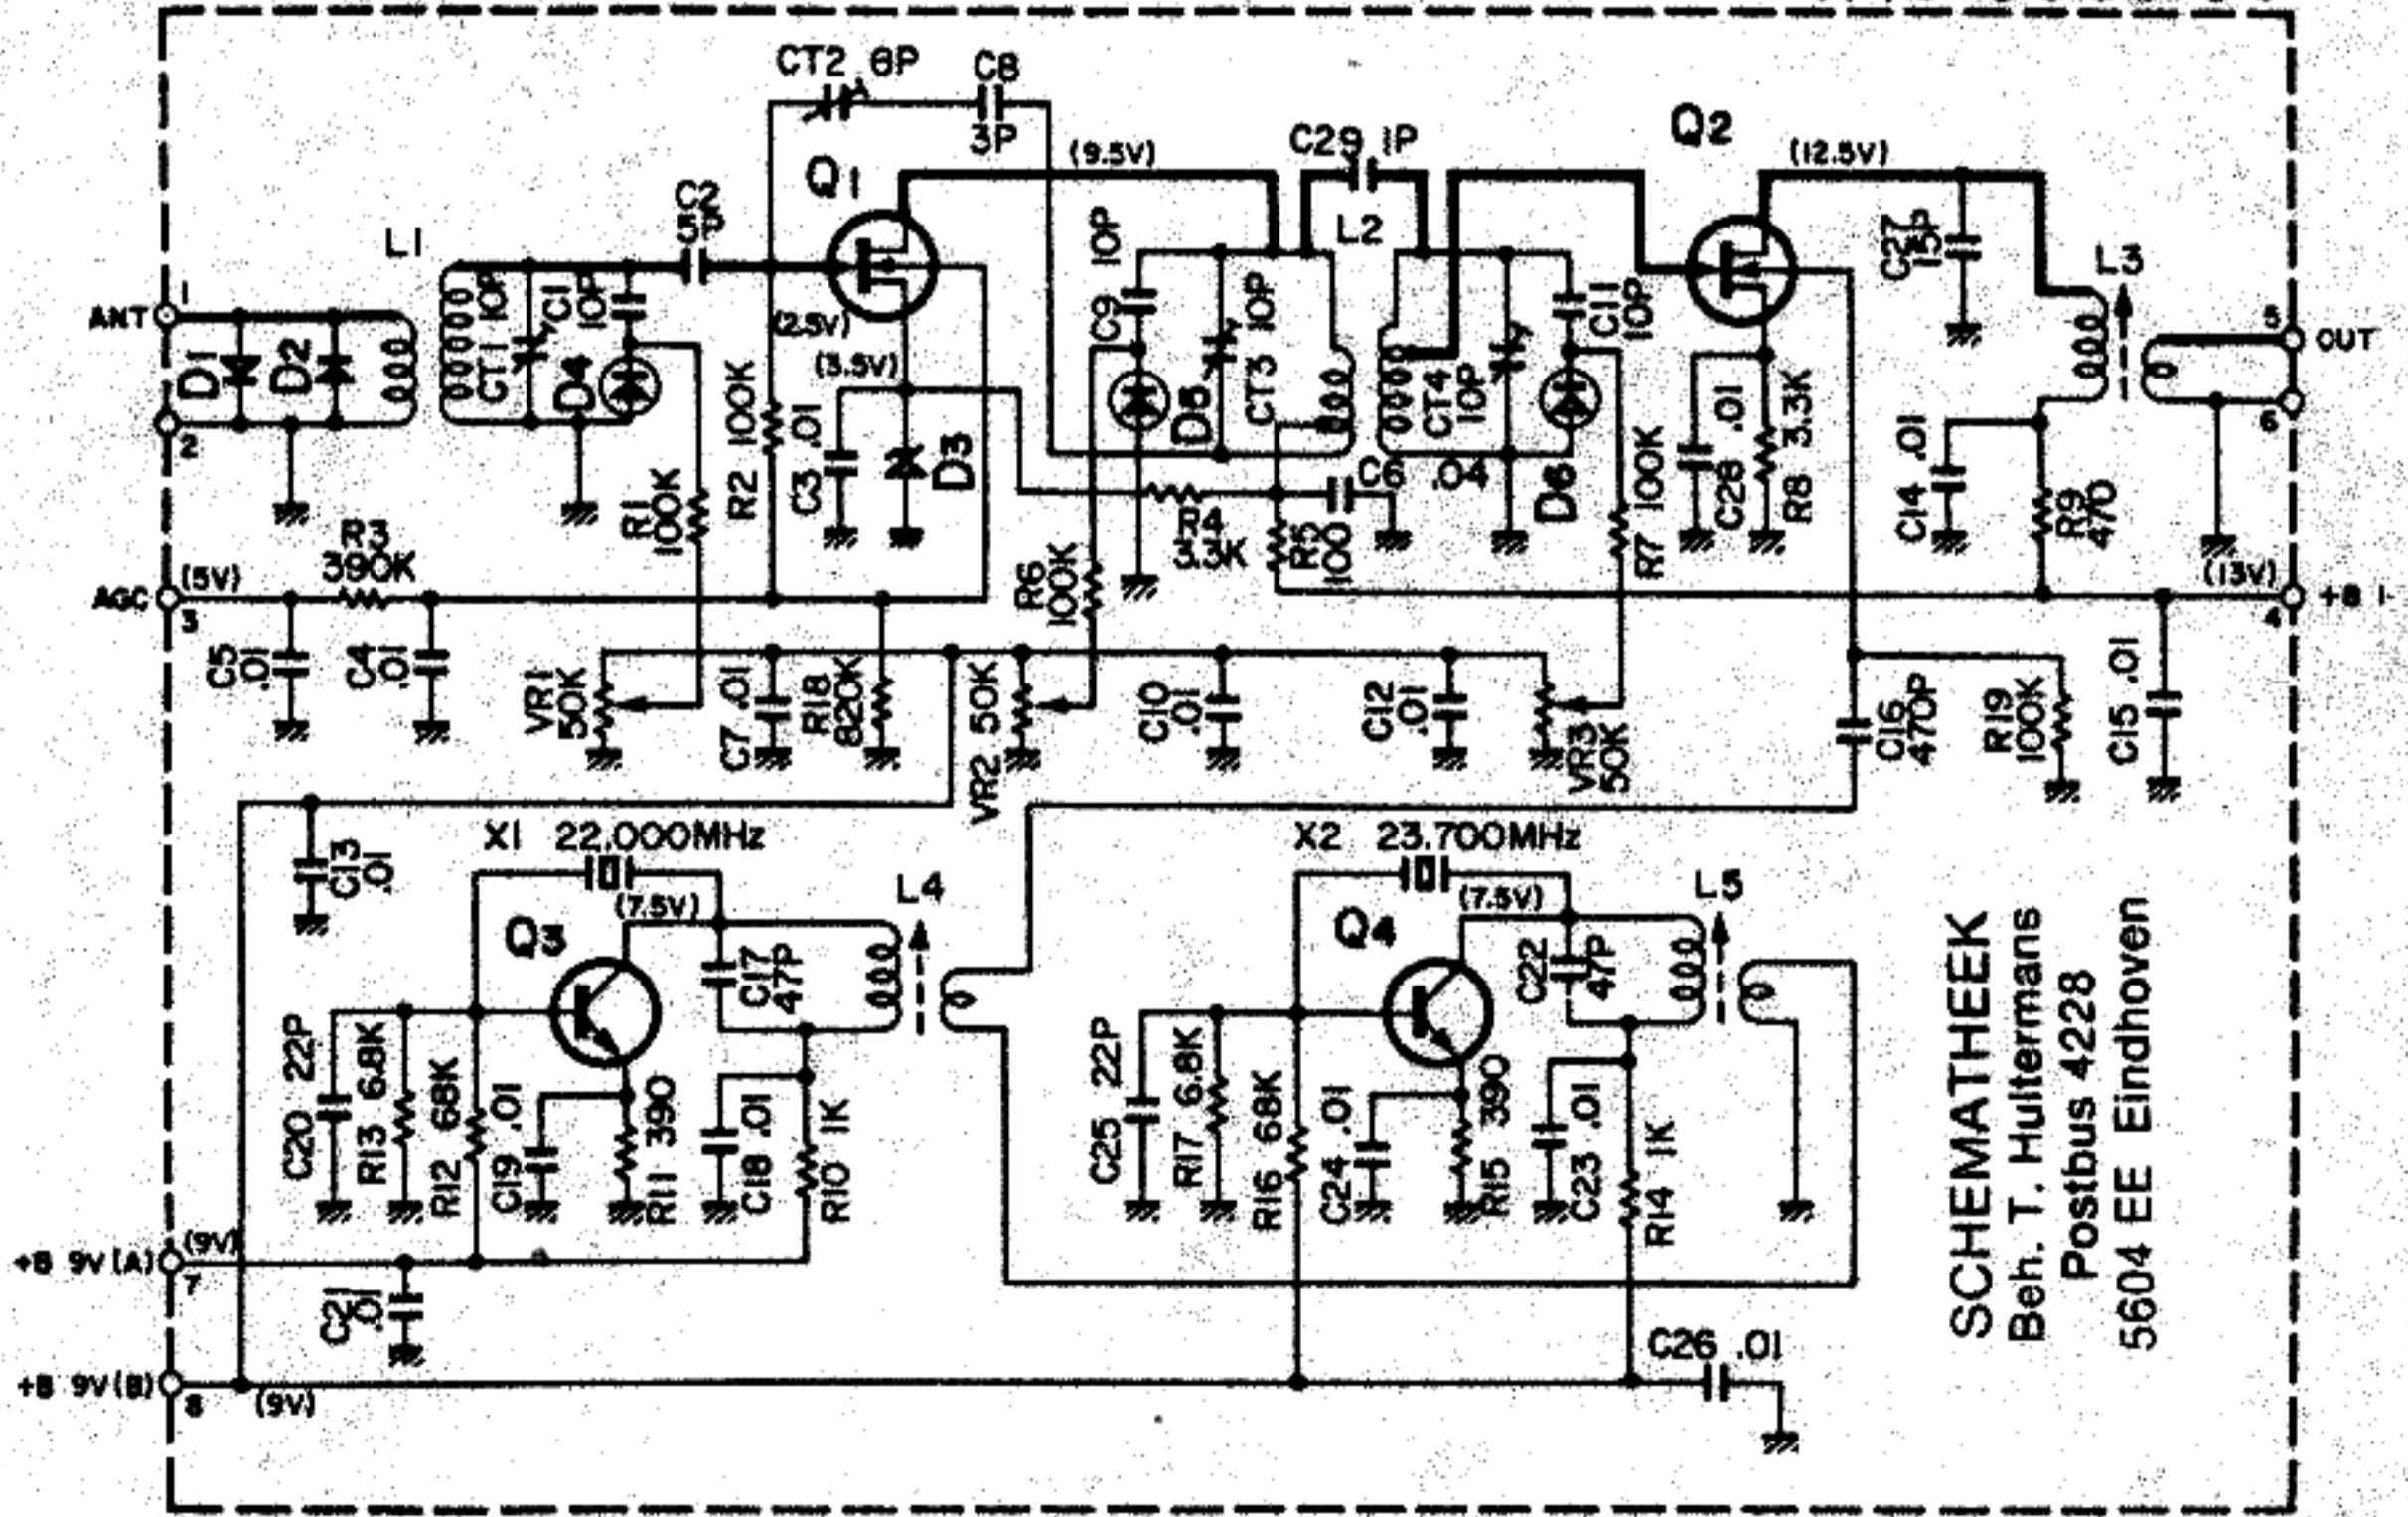 CT2 6P
C8
3P
Q1
(9.5V)
C29 1P
Q2
(12.5V)
C2
5P
L1
10P
C9
L2
C27
15P
L3
ANT
1
D1
D2
CT1 10P
C1
10P
D4
(2.5V)
(3.5V)
D5
CT3 10P
CT4
10P
C11
10P
5
OUT
6
2
R1
100K
R2 100K
C3 .01
D3
C6 .04
D6
R7 100K
C28 .01
R8 3.3K
C14 .01
R9
470
R3
390K
R4
3.3K
R5
100
R6
100K
AGC
(5V)
3
(13V)
4
+B 1
C5
.01
C4
.01
VR1
50K
C7 .01
R18
820K
VR2 50K
C10
.01
C12
.01
VR3
50K
C16
470P
R19
100K
C15 .01
C13
.01
X1 22.000MHz
(7.5V)
L4
Q3
C17
47P
X2 23.700MHz
(7.5V)
L5
Q4
C22
47P
C20 22P
R13 6.8K
R12 68K
C19 .01
R11 390
C18 .01
R10 1K
C25 22P
R17 6.8K
R16 68K
C24 .01
R15 390
C23 .01
R14 1K
+B 9V(A)
(9V)
7
C21
.01
C26 .01
+B 9V(B)
8
(9V)
SCHEMATHEEK
Beh. T. Hultermans
Postbus 4228
5604 EE Eindhoven